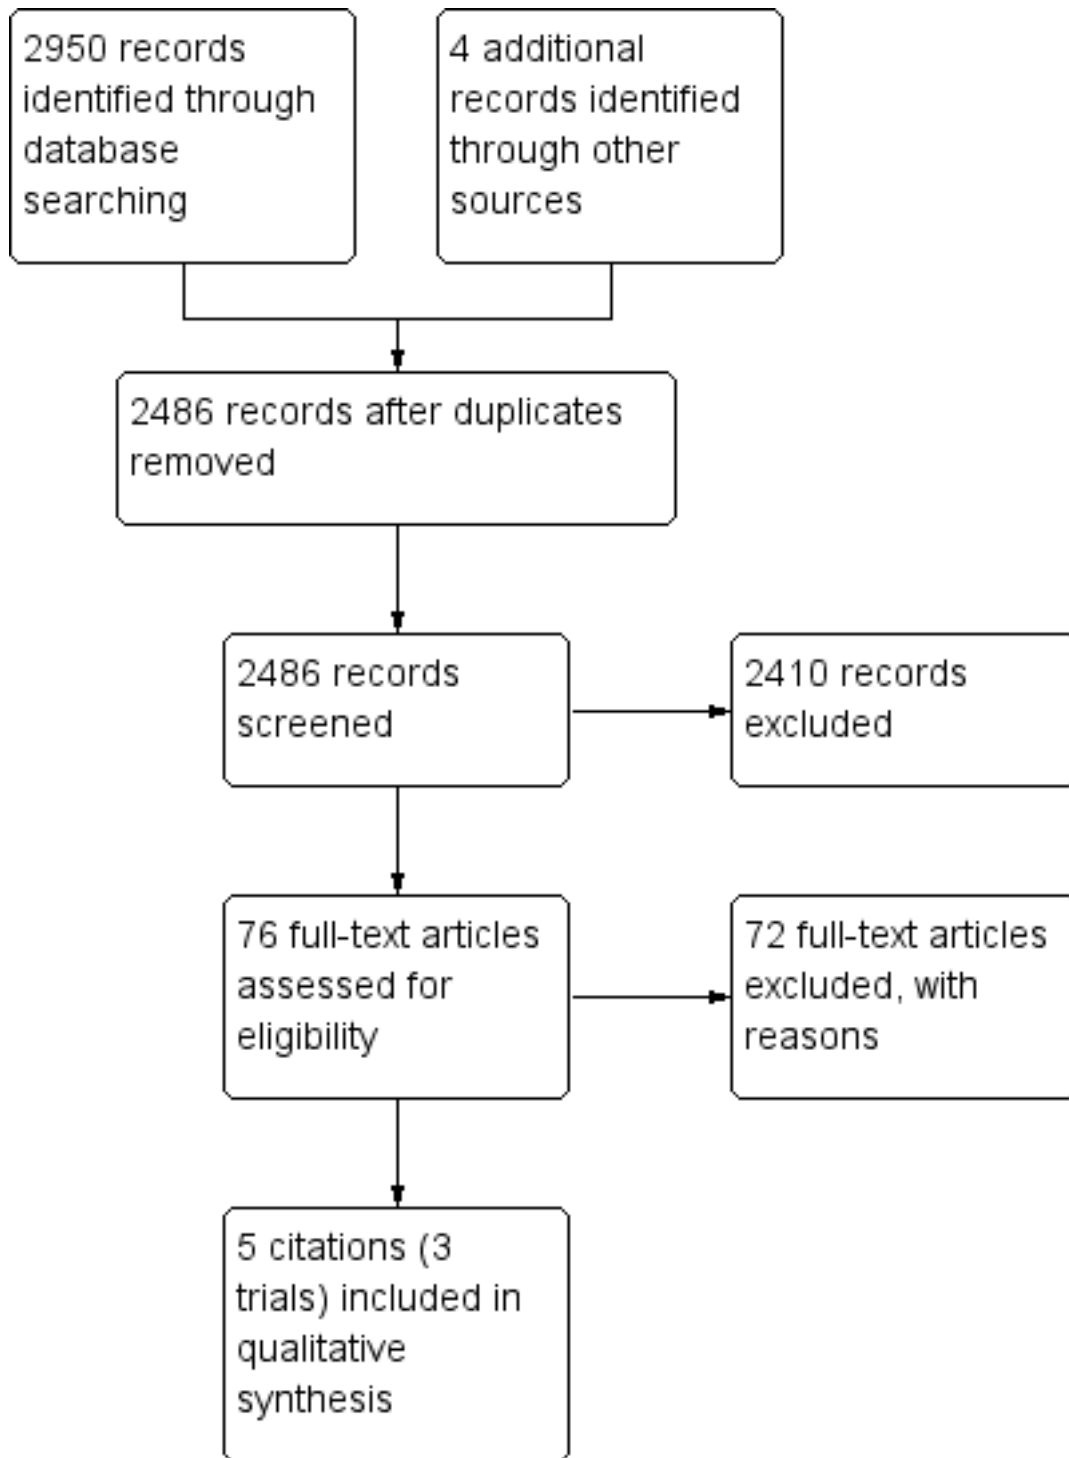 2950 records
identified through
database
searching
4 additional
records identified
through other
sources
2486 records after duplicates
removed
2486 records
screened
2410 records
excluded
76 full-text articles
assessed for
eligibility
72 full-text articles
excluded, with
reasons
5 citations (3
trials) included in
qualitative
synthesis